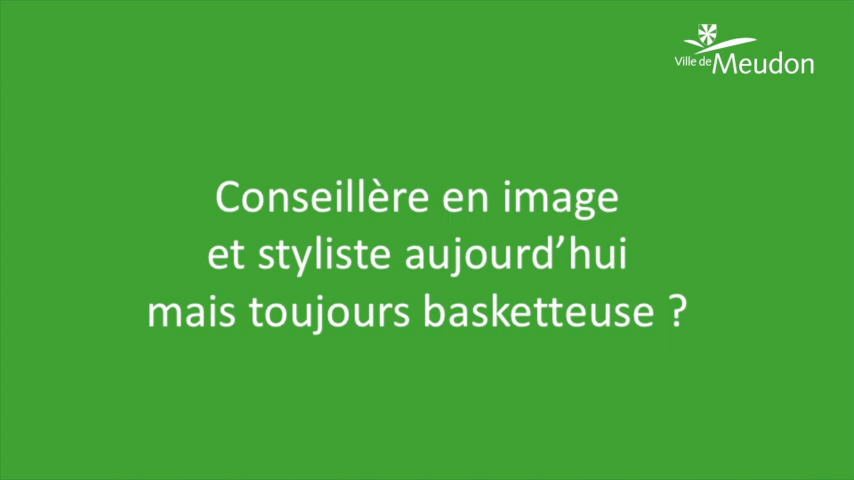 Ville de Meudon
Conseillère en image
et styliste aujourd’hui
mais toujours basketteuse ?